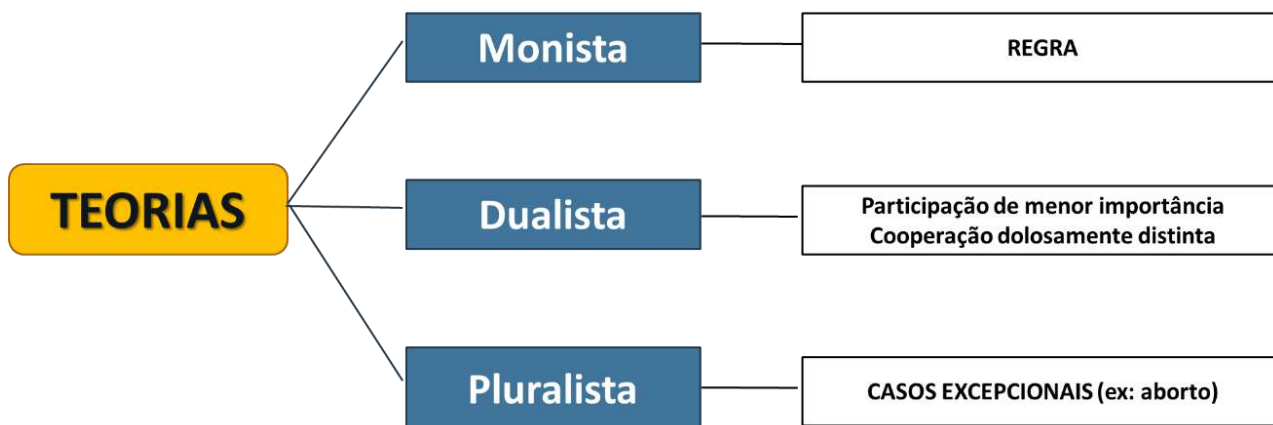 TEORIAS
Monista
REGRA
Dualista
Participação de menor importância
Cooperação dolosamente distinta
Pluralista
CASOS EXCEPCIONAIS (ex: aborto)